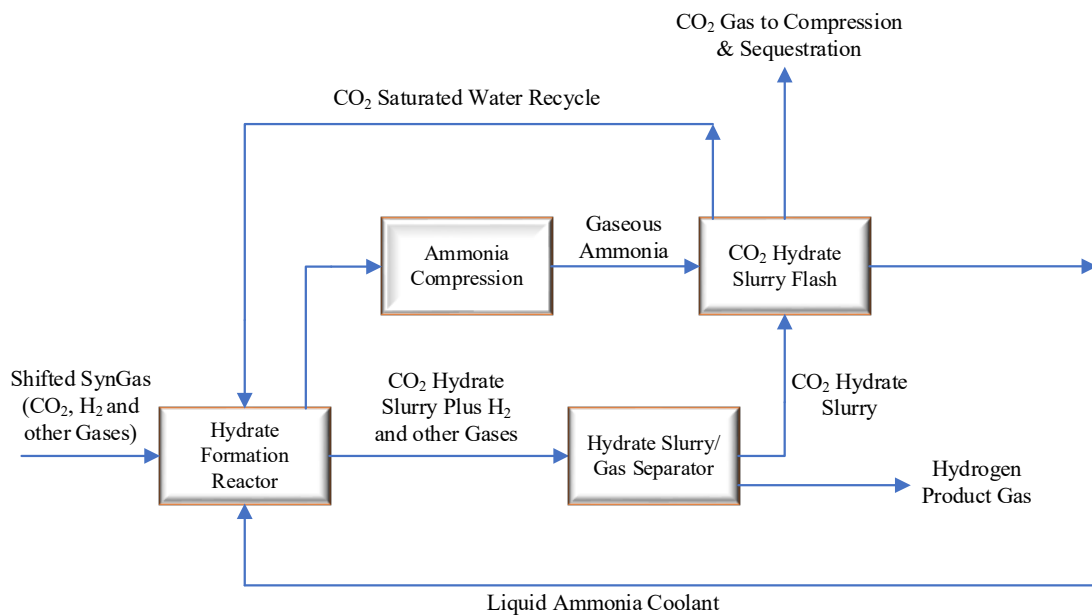 CO₂ Gas to Compression
& Sequestration
CO₂ Saturated Water Recycle
Gaseous
Ammonia
Ammonia
Compression
CO₂ Hydrate
Slurry Flash
Shifted SynGas
(CO₂, H₂ and
other Gases)
CO₂ Hydrate
Slurry Plus H₂
and other Gases
CO₂ Hydrate
Slurry
Hydrate
Formation
Reactor
Hydrate Slurry/
Gas Separator
Hydrogen
Product Gas
Liquid Ammonia Coolant